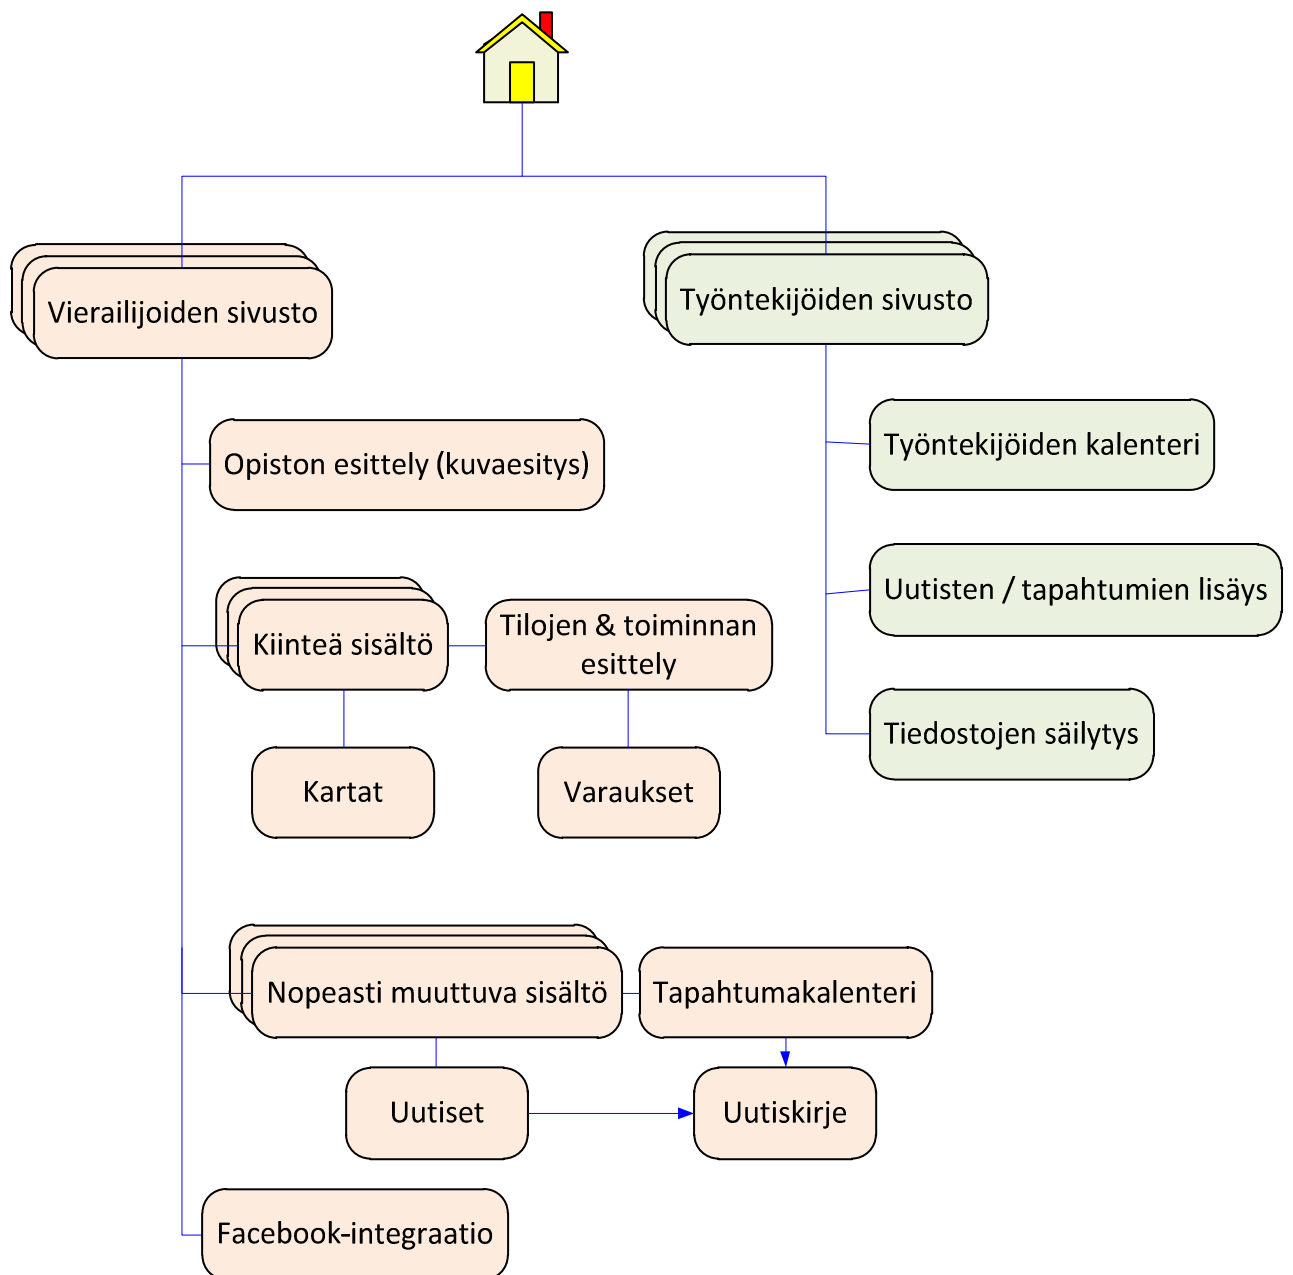 Vierailijoiden sivusto
Työntekijöiden sivusto
Opiston esittely (kuvaesitys)
Työntekijöiden kalenteri
Uutisten / tapahtumien lisäys
Kiinteä sisältö
Tilojen & toiminnan
esittely
Tiedostojen säilytys
Kartat
Varaukset
Nopeasti muuttuva sisältö
Tapahtumakalenteri
Uutiset
Uutiskirje
Facebook-integraatio